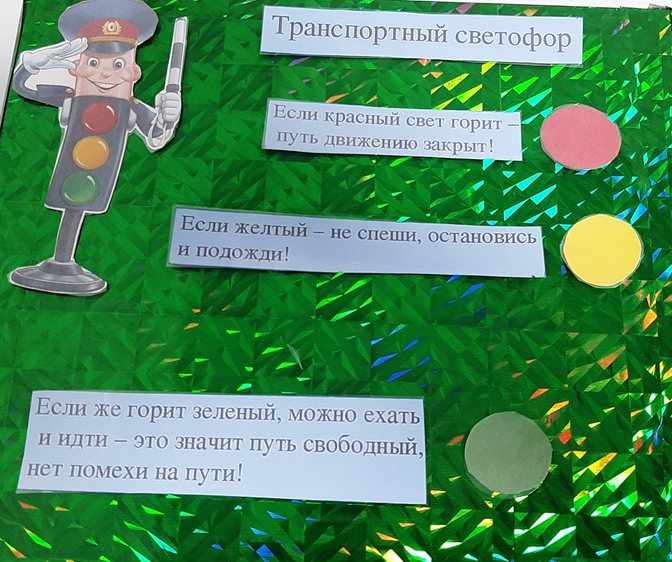 Транспортный светофор
Если красный свет горит –
путь движению закрыт!
Если желтый – не спеши, остановись
и подожди!
Если же горит зеленый, можно ехать
и идти – это значит путь свободный,
нет помехи на пути!